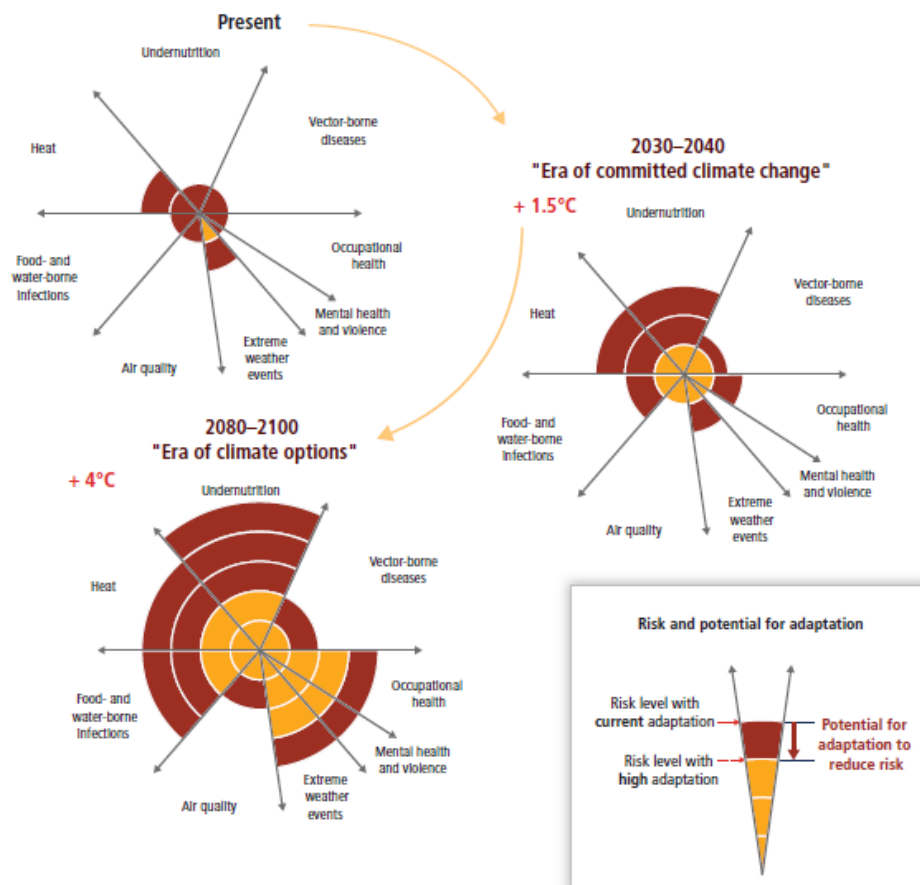 Present
Undernutrition
Vector-borne
diseases
Heat
Occupational
health
Food- and
water-borne
Infections
Mental health
and violence
Extreme
weather
events
Air quality
2030–2040
"Era of committed climate change"
+ 1.5°C
Undernutrition
Vector-borne
diseases
Heat
Occupational
health
Food- and
water-borne
Infections
Mental health
and violence
Extreme
weather
events
Air quality
2080–2100
"Era of climate options"
+ 4°C
Undernutrition
Vector-borne
diseases
Heat
Occupational
health
Food- and
water-borne
Infections
Mental health
and violence
Extreme
weather
events
Air quality
Risk and potential for adaptation
Risk level with
current adaptation
Potential for
adaptation to
reduce risk
Risk level with
high adaptation